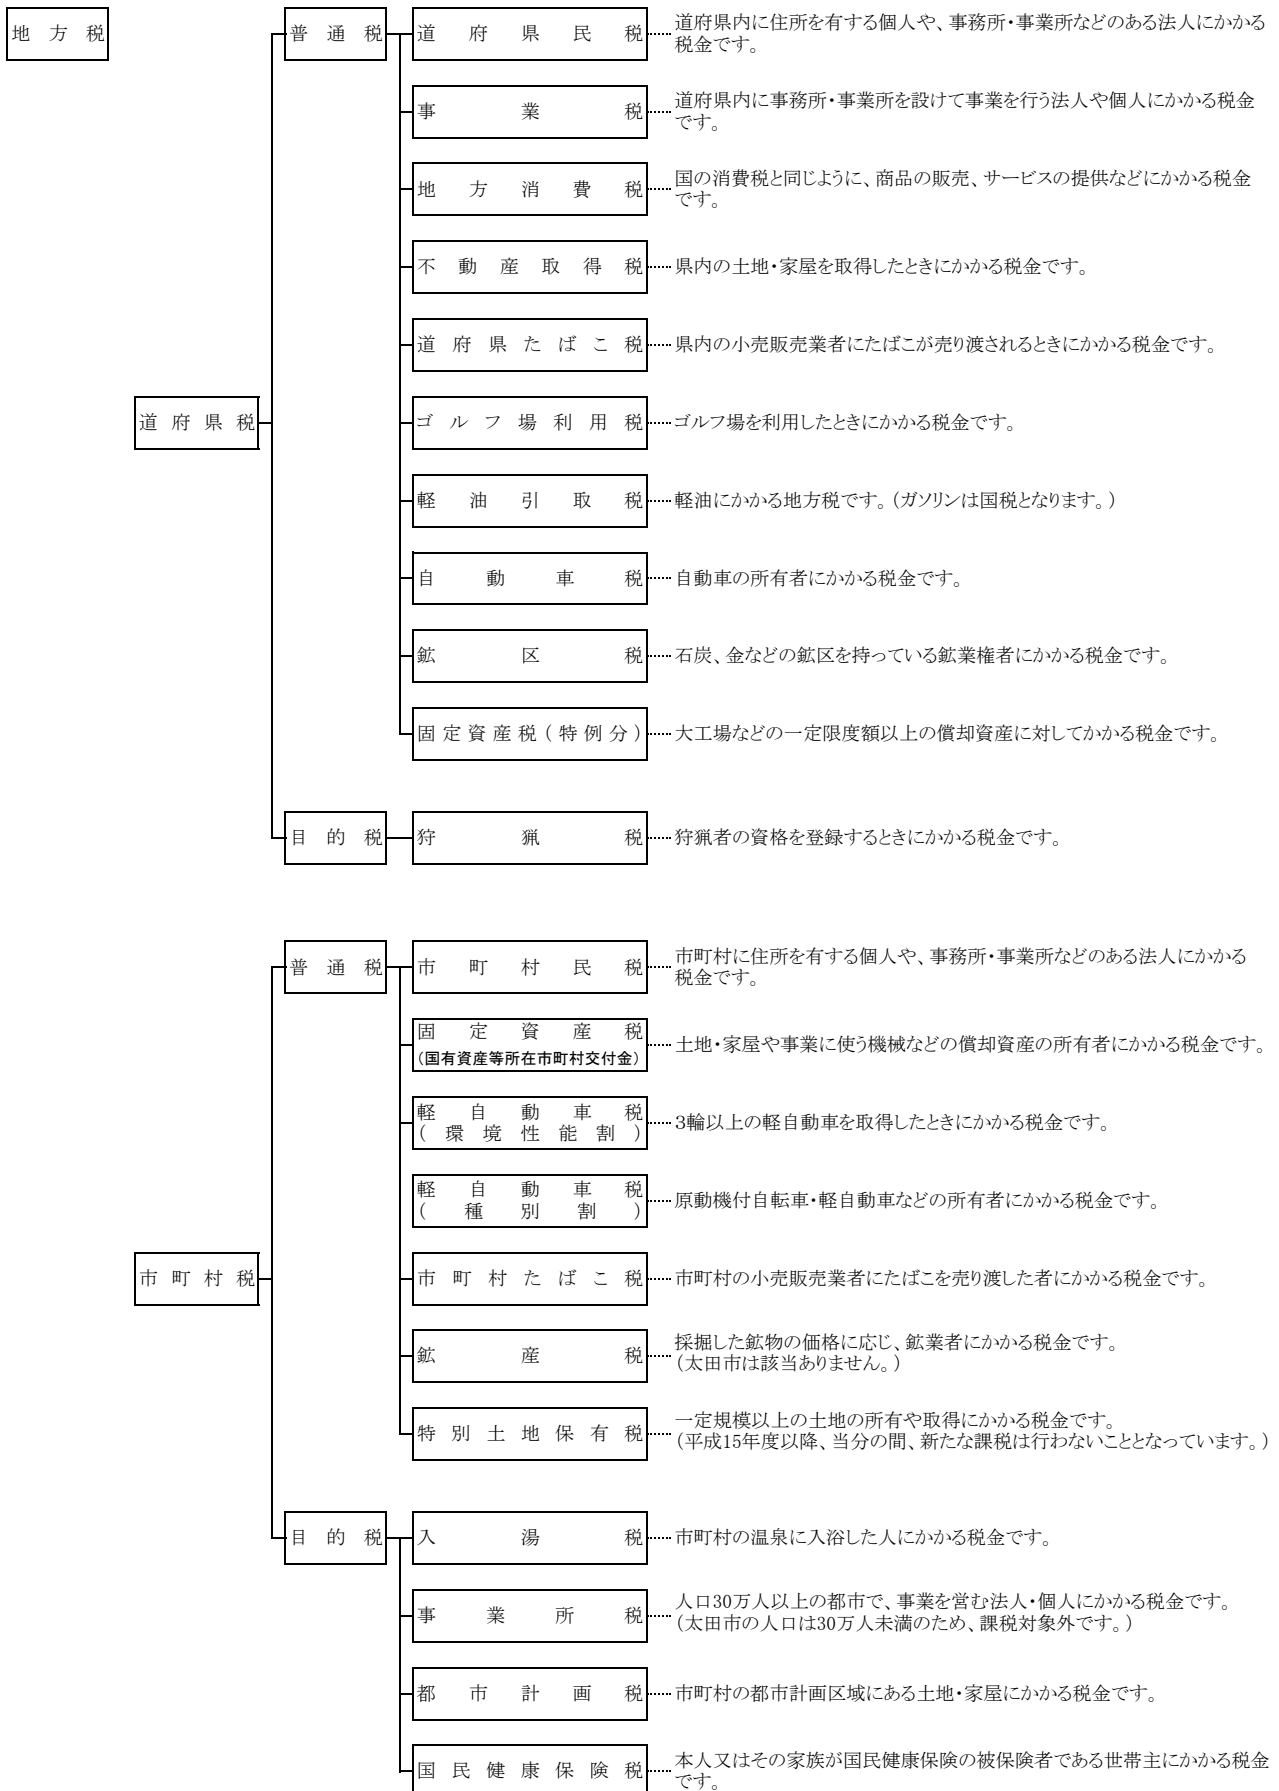 地方税
普通税
道府県民税
道府県内に住所を有する個人や、事務所・事業所などのある法人にかかる
税金です。
事業税
道府県内に事務所・事業所を設けて事業を行う法人や個人にかかる税金
です。
地方消費税
国の消費税と同じように、商品の販売、サービスの提供などにかかる税金
です。
不動産取得税
県内の土地・家屋を取得したときにかかる税金です。
道府県たばこ税
県内の小売販売業者にたばこが売り渡されるときにかかる税金です。
道府県税
ゴルフ場利用税
ゴルフ場を利用したときにかかる税金です。
軽油引取税
軽油にかかる地方税です。（ガソリンは国税となります。）
自動車税
自動車の所有者にかかる税金です。
鉱区税
石炭、金などの鉱区を持っている鉱業権者にかかる税金です。
固定資産税（特例分）
大工場などの一定限度額以上の償却資産に対してかかる税金です。
目的税
狩猟税
狩猟者の資格を登録するときにかかる税金です。
普通税
市町村民税
市町村に住所を有する個人や、事務所・事業所などのある法人にかかる
税金です。
固定資産税
（国有資産等所在市町村交付金）
土地・家屋や事業に使う機械などの償却資産の所有者にかかる税金です。
軽自動車税
（環境性能割）
３輪以上の軽自動車を取得したときにかかる税金です。
軽自動車税
（種別割）
原動機付自転車・軽自動車などの所有者にかかる税金です。
市町村税
市町村たばこ税
市町村の小売販売業者にたばこを売り渡した者にかかる税金です。
鉱産税
採掘した鉱物の価格に応じ、鉱業者にかかる税金です。
（太田市は該当ありません。）
特別土地保有税
一定規模以上の土地の所有や取得にかかる税金です。
（平成15年度以降、当分の間、新たな課税は行わないこととなっています。）
目的税
入湯税
市町村の温泉に入浴した人にかかる税金です。
事業所税
人口30万人以上の都市で、事業を営む法人・個人にかかる税金です。
（太田市の人口は30万人未満のため、課税対象外です。）
都市計画税
市町村の都市計画区域にある土地・家屋にかかる税金です。
国民健康保険税
本人又はその家族が国民健康保険の被保険者である世帯主にかかる税金
です。